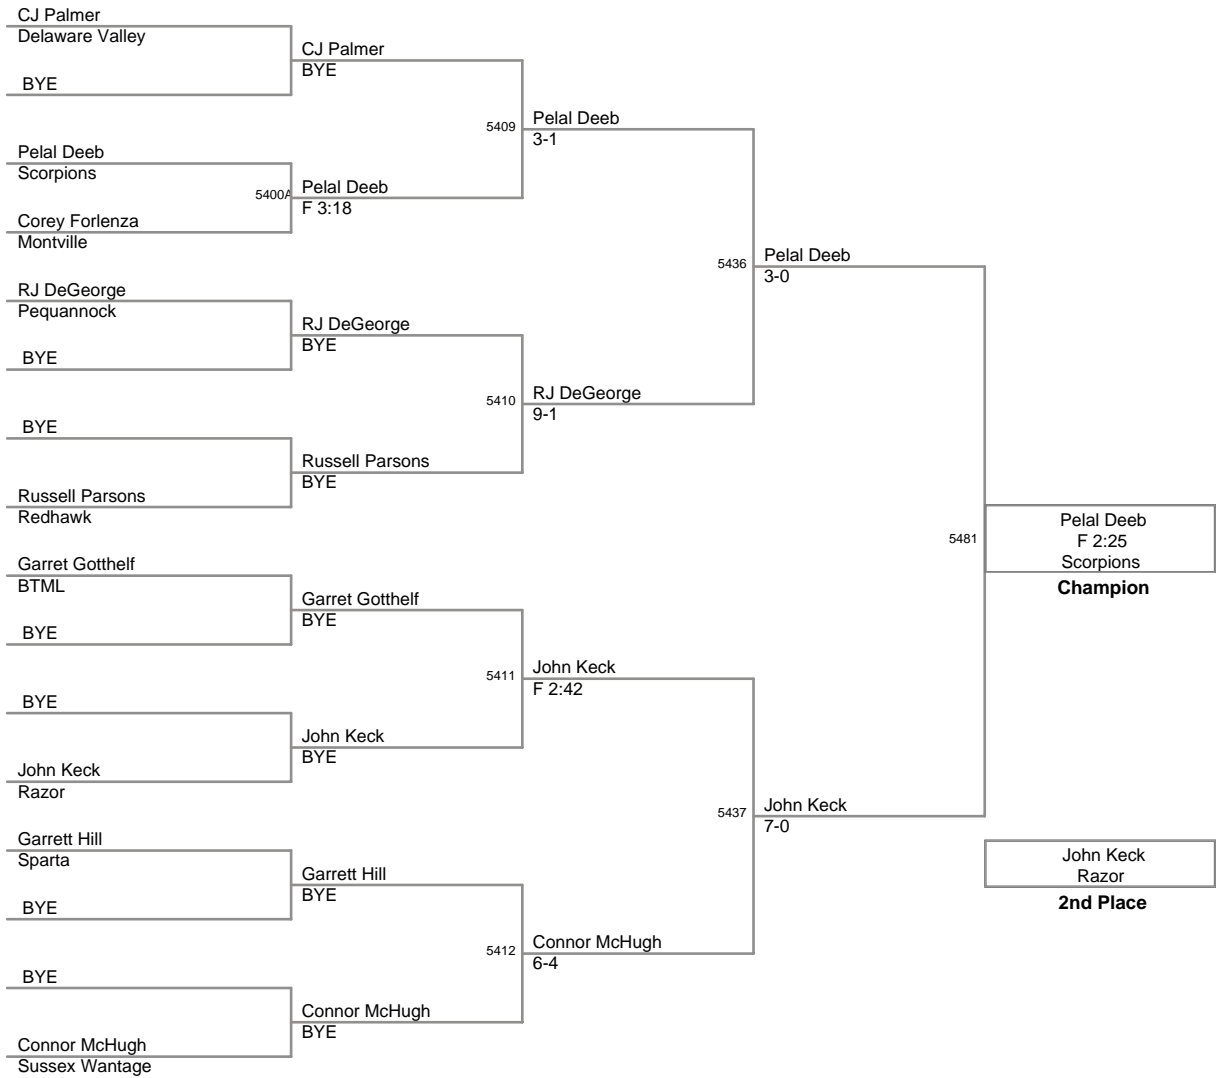 CJ Palmer
Delaware Valley
CJ Palmer
BYE
BYE
5409
Pelal Deeb
3-1
Pelal Deeb
Scorpions
5400A
Pelal Deeb
F 3:18
Corey Forlenza
Montville
5436
Pelal Deeb
3-0
RJ DeGeorge
Pequannock
RJ DeGeorge
BYE
BYE
5410
RJ DeGeorge
9-1
BYE
Russell Parsons
BYE
Russell Parsons
Redhawk
5481
Pelal Deeb
F 2:25
Scorpions
Champion
Garret Gotthelf
BTML
Garret Gotthelf
BYE
BYE
5411
John Keck
F 2:42
BYE
John Keck
BYE
John Keck
Razor
5437
John Keck
7-0
Garrett Hill
Sparta
Garrett Hill
BYE
BYE
John Keck
Razor
2nd Place
5412
Connor McHugh
6-4
BYE
Connor McHugh
BYE
Connor McHugh
Sussex Wantage